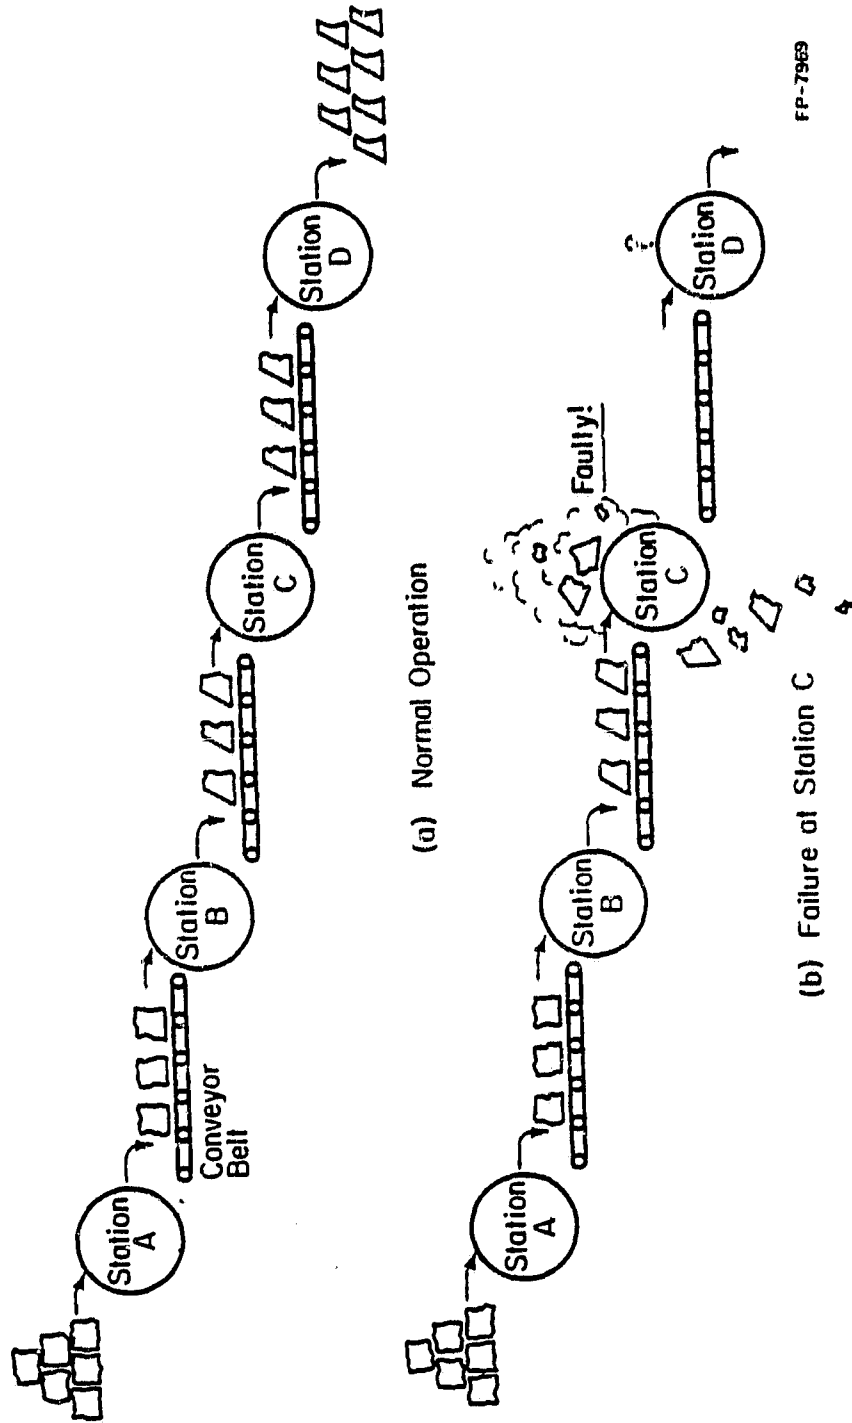 Station
A
Conveyor
Belt
Station
B
Station
C
Station
D
(a) Normal Operation
Station
A
Station
B
Faulty!
Station
C
Station
D
(b) Failure at Station C
FP-7969